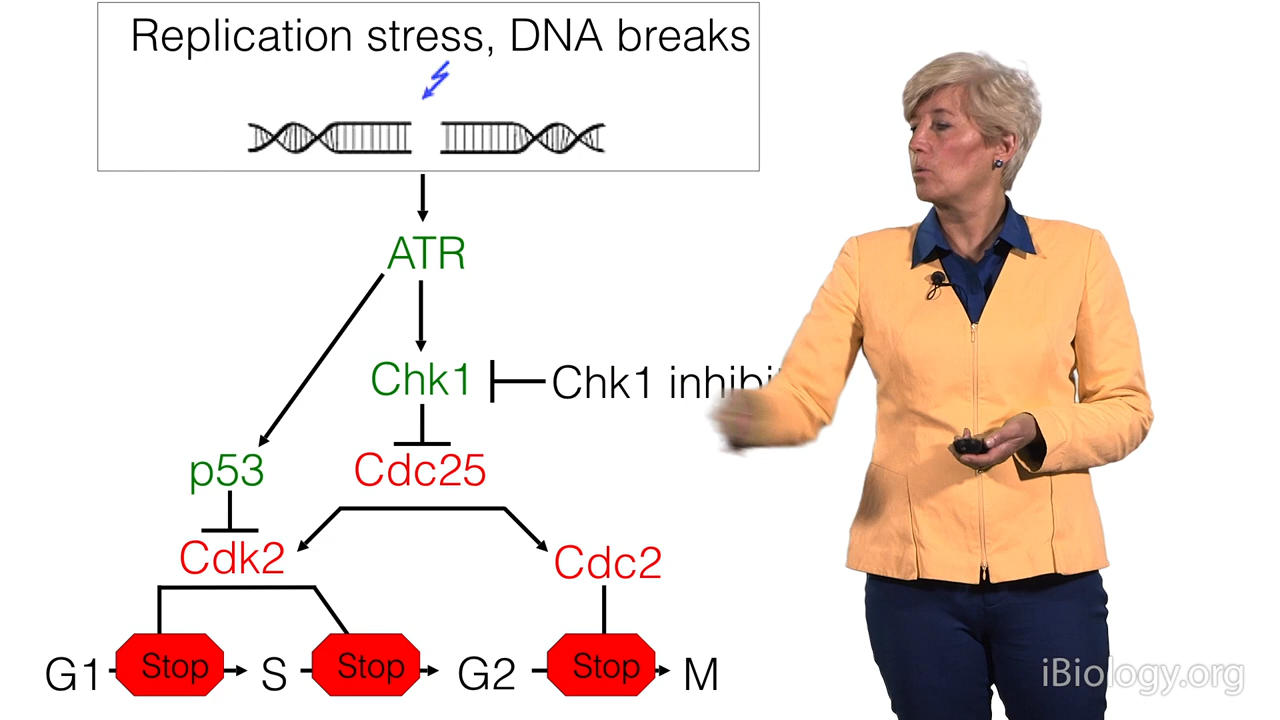 Replication stress, DNA breaks
ATR
Chk1
Chk1
p53
Cdc25
Cdk2
Cdc2
G1 Stop S Stop G2 Stop M
iBiology.org